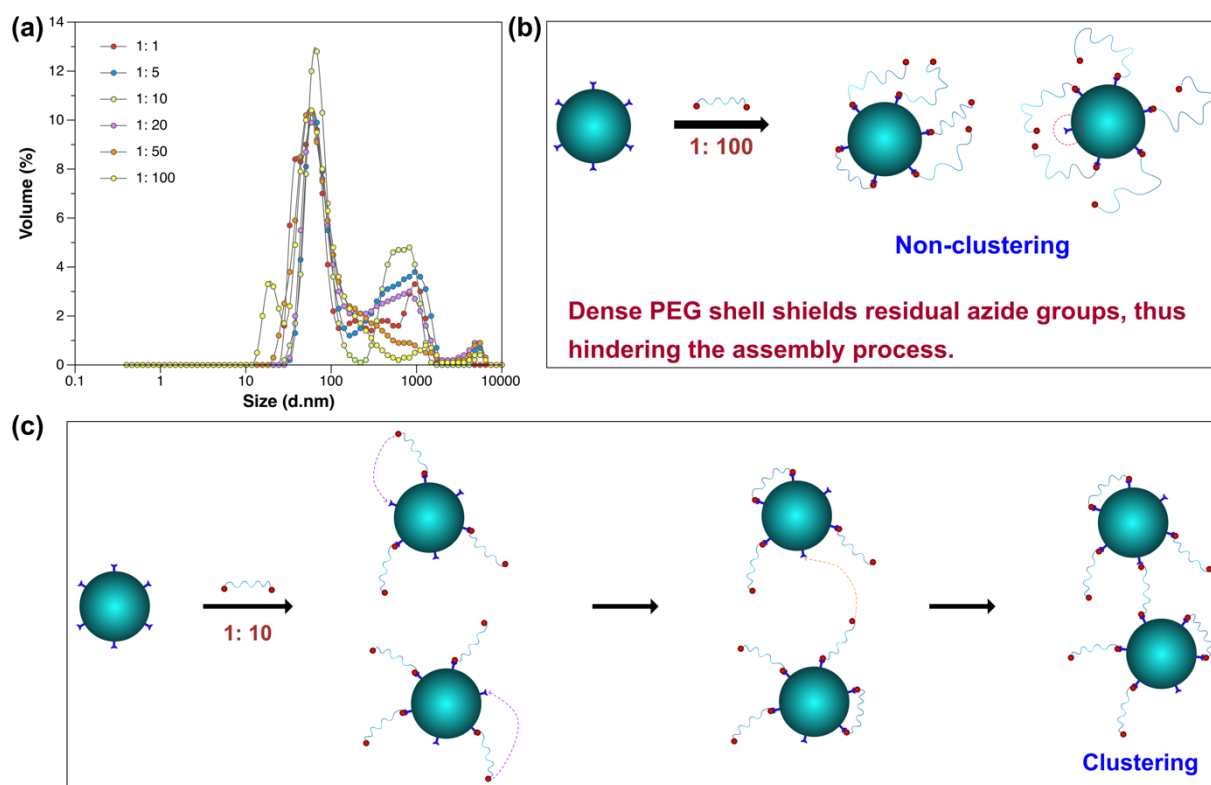 (a)
14
12
10
8
6
4
2
0
Volume (%)
1: 1
1: 5
1: 10
1: 20
1: 50
1: 100
0.1 1 10 100 1000 10000
Size (d.nm)
(b)
1: 100
Non-clustering
Dense PEG shell shields residual azide groups, thus
hindering the assembly process.
(c)
1: 10
Clustering